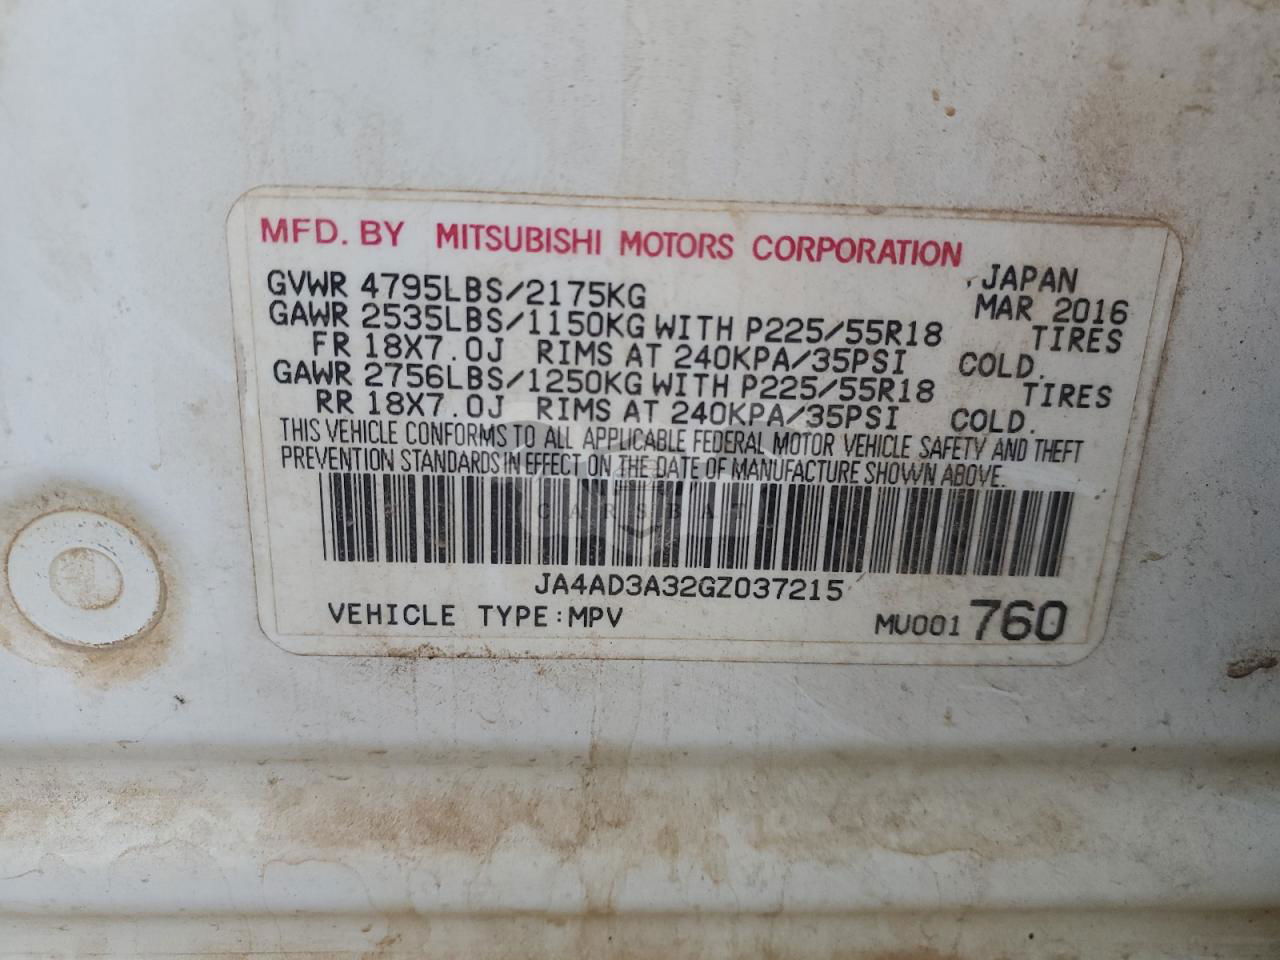 MFD. BY MITSUBISHI MOTORS CORPORATION
JAPAN
GVWR 4795LBS/2175KG MAR 2016
GAWR 2535LBS/1150KG WITH P225/55R18 TIRES
FR 18X7.0J RIMS AT 240KPA/35PSI COLD.
GAWR 2756LBS/1250KG WITH P225/55R18 TIRES
RR 18X7.0J RIMS AT 240KPA/35PSI COLD.
THIS VEHICLE CONFORMS TO ALL APPLICABLE FEDERAL MOTOR VEHICLE SAFETY AND THEFT
PREVENTION STANDARDS IN EFFECT ON THE DATE OF MANUFACTURE SHOWN ABOVE.
CARSBAT
JA4AD3A32GZ037215
VEHICLE TYPE:MPV MU001 760